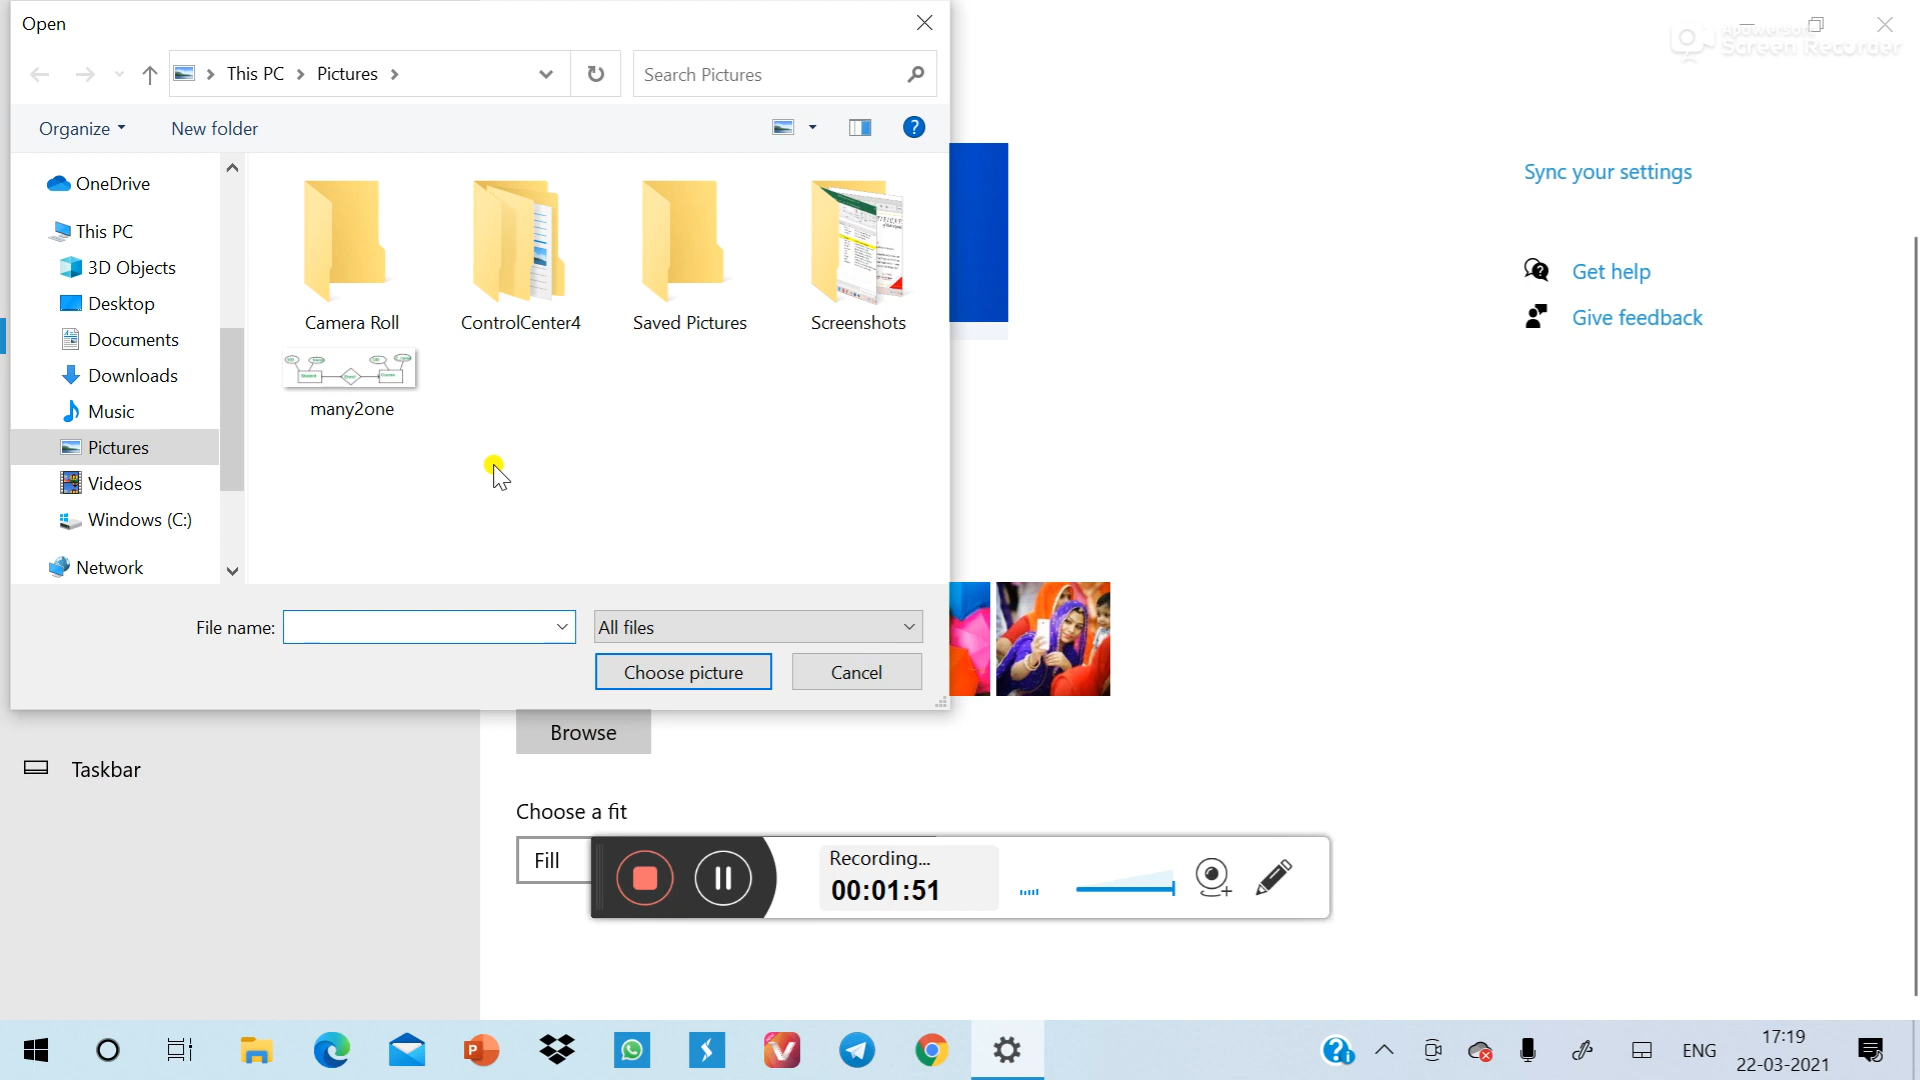 Open
This PC > Pictures >
Search Pictures
Organize
New folder
OneDrive
This PC
3D Objects
Desktop
Documents
Downloads
Music
Pictures
Videos
Windows (C:)
Network
Camera Roll
ControlCenter4
Saved Pictures
Screenshots
many2one
File name:
All files
Choose picture
Cancel
Apowersoft
Screen Recorder
Sync your settings
Get help
Give feedback
Browse
Taskbar
Choose a fit
Fill
Recording...
00:01:51
ENG
17:19
22-03-2021